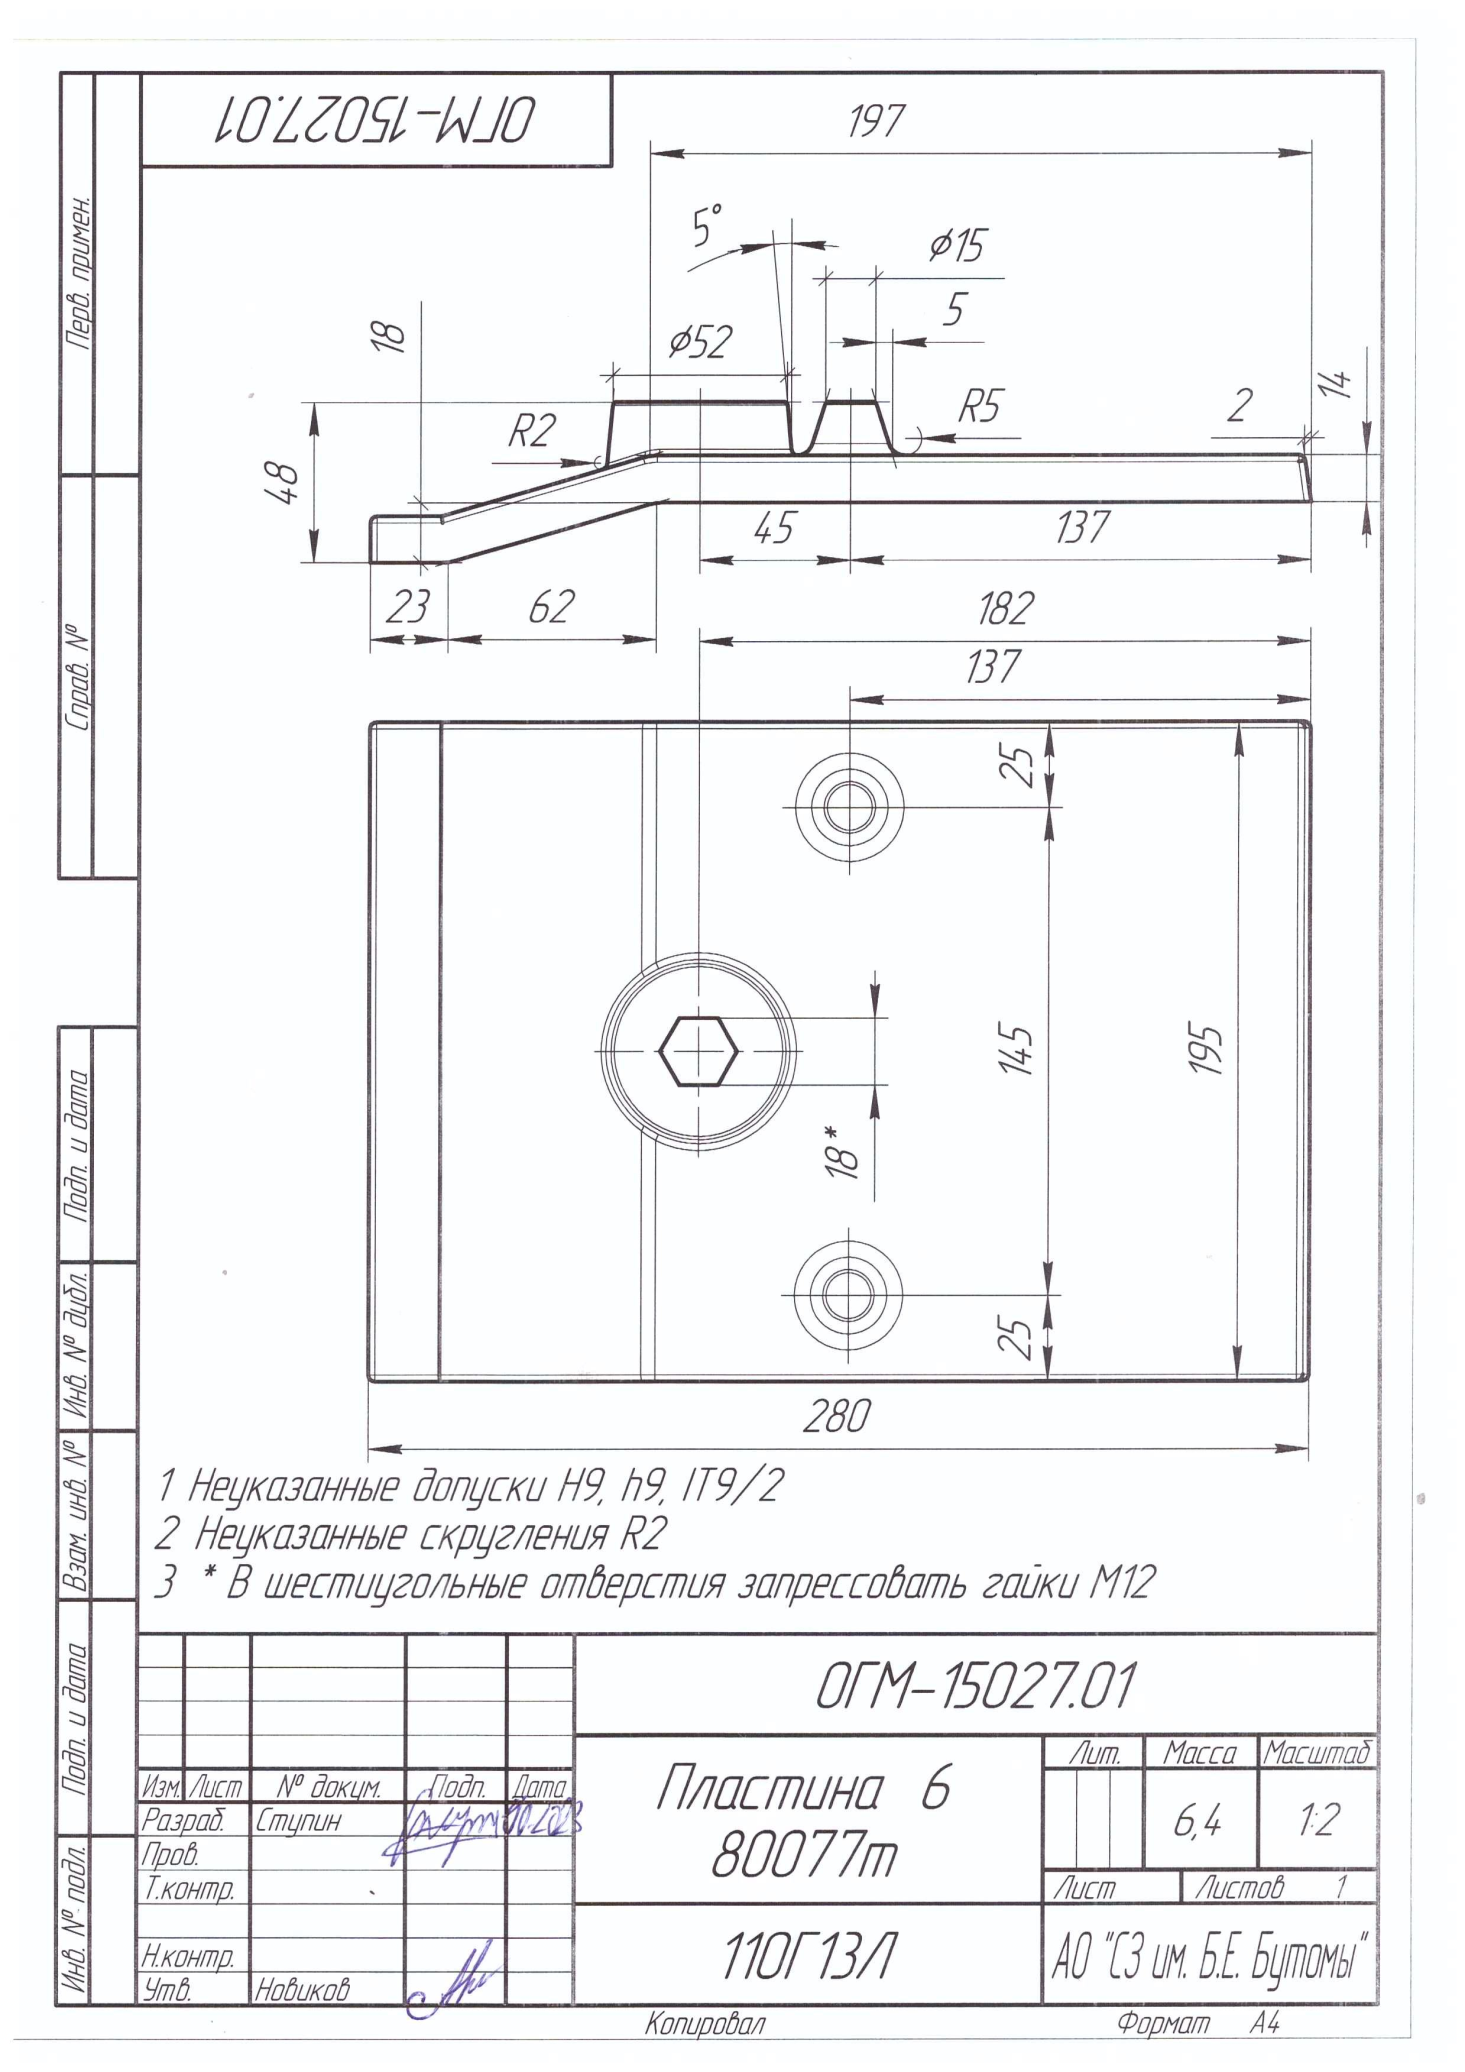 ОГМ-15027.01
197
5°
⌀15
5
18
⌀52
14
R2
R5
2
48
45
137
23
62
182
137
25
145
195
18*
25
280
1 Неуказанные допуски H9, h9, IT9/2
2 Неуказанные скругления R2
3 * В шестиугольные отверстия запрессовать гайки М12
Перв. примен.
Справ. №
Подп. и дата
Инв. № дубл.
Взам. инв. №
Подп. и дата
Инв. № подл.
ОГМ-15027.01
Изм. Лист № докум. Подп. Дата
Разраб. Ступин
Пров.
Т.контр.
Н.контр.
Утв. Новиков
Пластина 6
80077т
Лит. Масса Масштаб
6,4 1:2
Лист Листов 1
110Г13Л
АО "СЗ им. Б.Е. Бутомы"
Копировал Формат А4